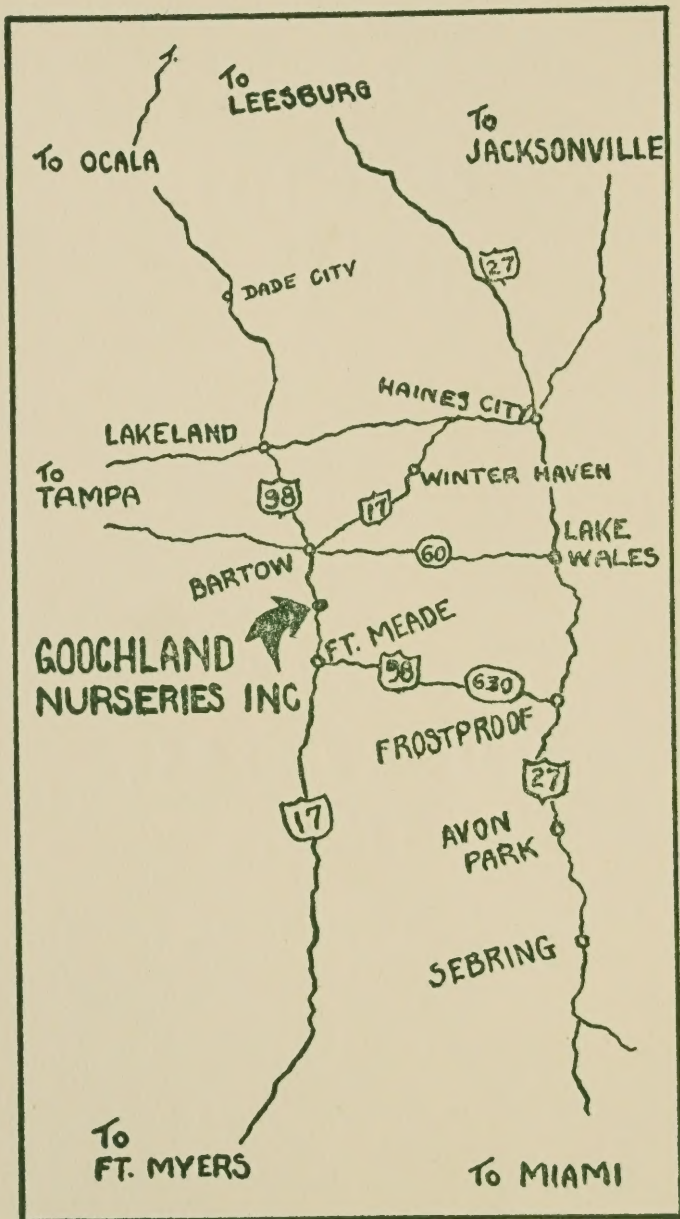 To
LEESBURG
To
JACKSONVILLE
To OCALA
27
DADE CITY
HAINES CITY
LAKELAND
To
TAMPA
98
17
WINTER HAVEN
BARTOW
60
LAKE
WALES
GOOCHLAND
NURSERIES INC
FT. MEADE
98
630
FROSTPROOF
27
17
AVON
PARK
SEBRING
To
FT. MYERS
To MIAMI